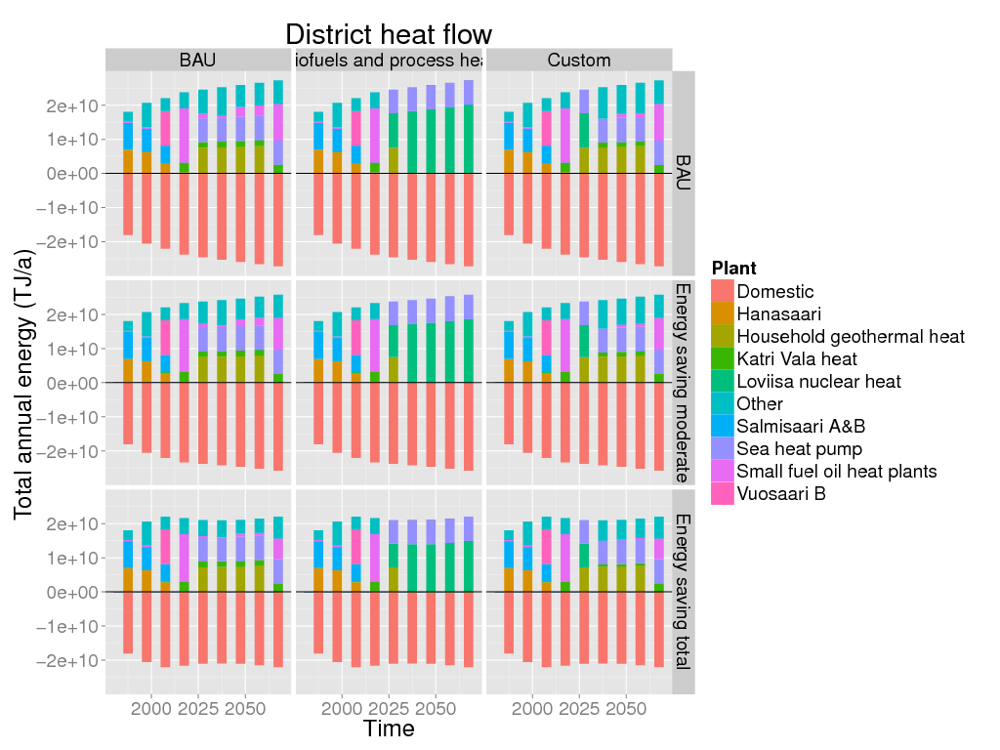 District heat flow
BAU
iofuels and process hea
Custom
2e+10
1e+10
0e+00
−1e+10
−2e+10
BAU
2e+10
1e+10
0e+00
−1e+10
−2e+10
Energy saving moderate
2e+10
1e+10
0e+00
−1e+10
−2e+10
Energy saving total
Total annual energy (TJ/a)
2000 2025 2050
2000 2025 2050
2000 2025 2050
Time
Plant
Domestic
Hanasaari
Household geothermal heat
Katri Vala heat
Loviisa nuclear heat
Other
Salmisaari A&B
Sea heat pump
Small fuel oil heat plants
Vuosaari B